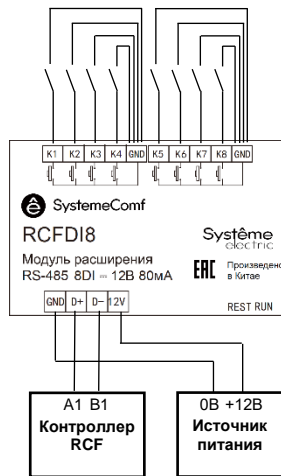 K1 K2 K3 K4 GND K5 K6 K7 K8 GND
SystemeComf
RCFDI8
Systême
electric
Модуль расширения
RS-485 8DI ⎓ 12В 80мА
EAC Произведено
в Китае
GND D+ D- 12V
REST RUN
A1 B1
Контроллер
RCF
0В +12В
Источник
питания